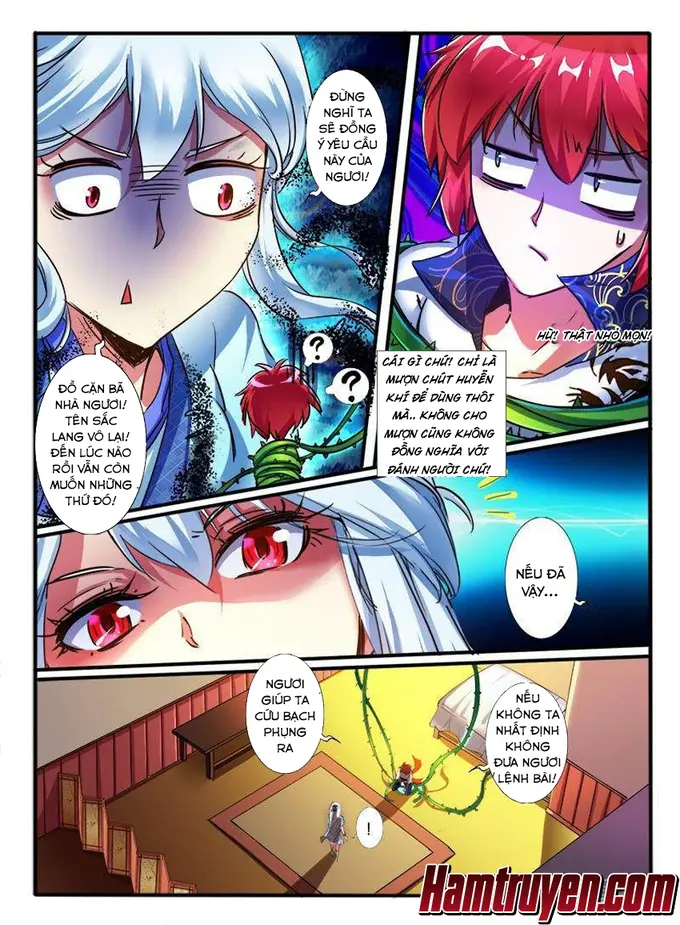 ĐỪNG
NGHĨ TA
SẼ ĐỒNG
Ý YÊU CẦU
NÀY CỦA
NGƯƠI!
HỪ! THẬT NHỎ MỌN!
?
?
CÁI GÌ CHỨ! CHỈ LÀ
MƯỢN CHÚT HUYỄN
KHÍ ĐỂ DÙNG THÔI
MÀ.. KHÔNG CHO
MƯỢN CŨNG KHÔNG
ĐỒNG NGHĨA VỚI
ĐÁNH NGƯỜI CHỨ!
ĐỒ CẶN BÃ
NHÀ NGƯƠI!
TÊN SẮC
LANG VÔ LẠI!
ĐẾN LÚC NÀO
RỒI VẪN CÒN
MUỐN NHỮNG
THỨ ĐÓ!
NẾU ĐÃ
VẬY...
NGƯƠI
GIÚP TA
CỨU BẠCH
PHỤNG
RA
NẾU
KHÔNG TA
NHẤT ĐỊNH
KHÔNG
ĐƯA NGƯƠI
LỆNH BÀI!
!
Hamtruyen.com